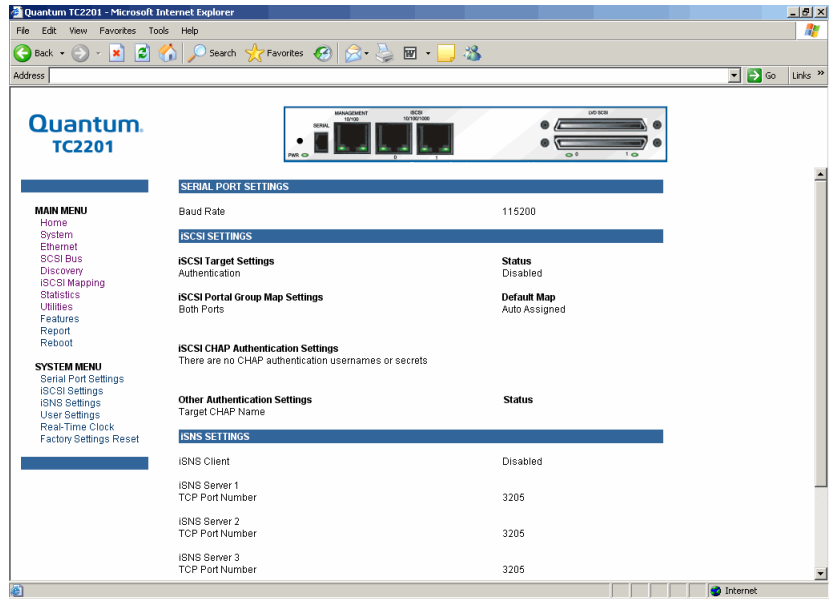 Quantum TC2201 - Microsoft Internet Explorer
File Edit View Favorites Tools Help
Back Search Favorites
Address Go Links »
Quantum.
TC2201
MANAGEMENT 10/100
iSCSI 10/100/1000
SERIAL
PWR
0 1
LVD SCSI
0 1
MAIN MENU
Home
System
Ethernet
SCSI Bus
Discovery
iSCSI Mapping
Statistics
Utilities
Features
Report
Reboot
SYSTEM MENU
Serial Port Settings
iSCSI Settings
iSNS Settings
User Settings
Real-Time Clock
Factory Settings Reset
SERIAL PORT SETTINGS
Baud Rate 115200
iSCSI SETTINGS
iSCSI Target Settings Status
Authentication Disabled
iSCSI Portal Group Map Settings Default Map
Both Ports Auto Assigned
iSCSI CHAP Authentication Settings
There are no CHAP authentication usernames or secrets
Other Authentication Settings Status
Target CHAP Name
iSNS SETTINGS
iSNS Client Disabled
iSNS Server 1
TCP Port Number 3205
iSNS Server 2
TCP Port Number 3205
iSNS Server 3
TCP Port Number 3205
Internet